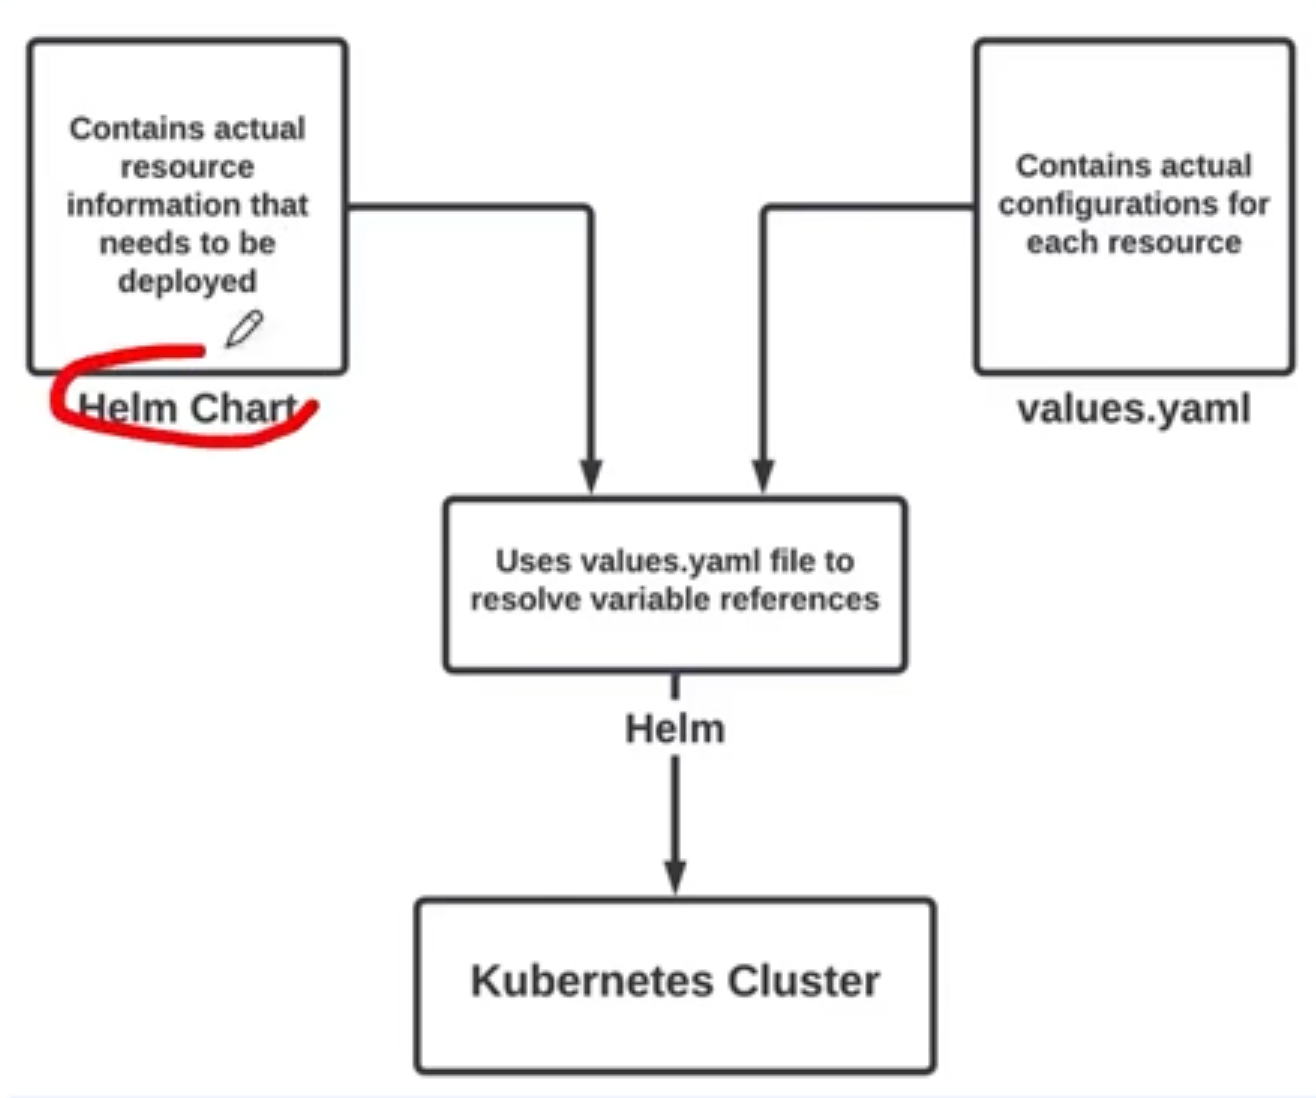 Contains actual
resource
information that
needs to be
deployed
Helm Chart
Contains actual
configurations for
each resource
values.yaml
Uses values.yaml file to
resolve variable references
Helm
Kubernetes Cluster